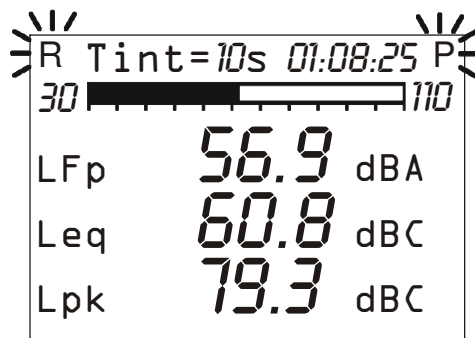 R Tint=10s 01:08:25 P
30 110
LFp 56.9 dBA
Leq 60.8 dBC
Lpk 79.3 dBC